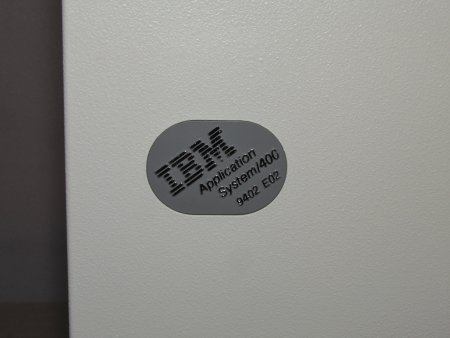 IBM
Application
System/400
9402 E02